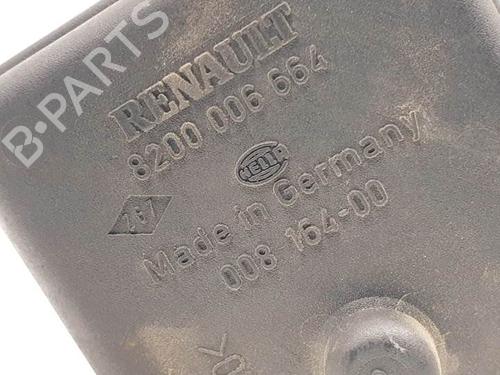 B-PARTS
RENAULT
8200 006 664
HELLA
Made in Germany
008 164-00